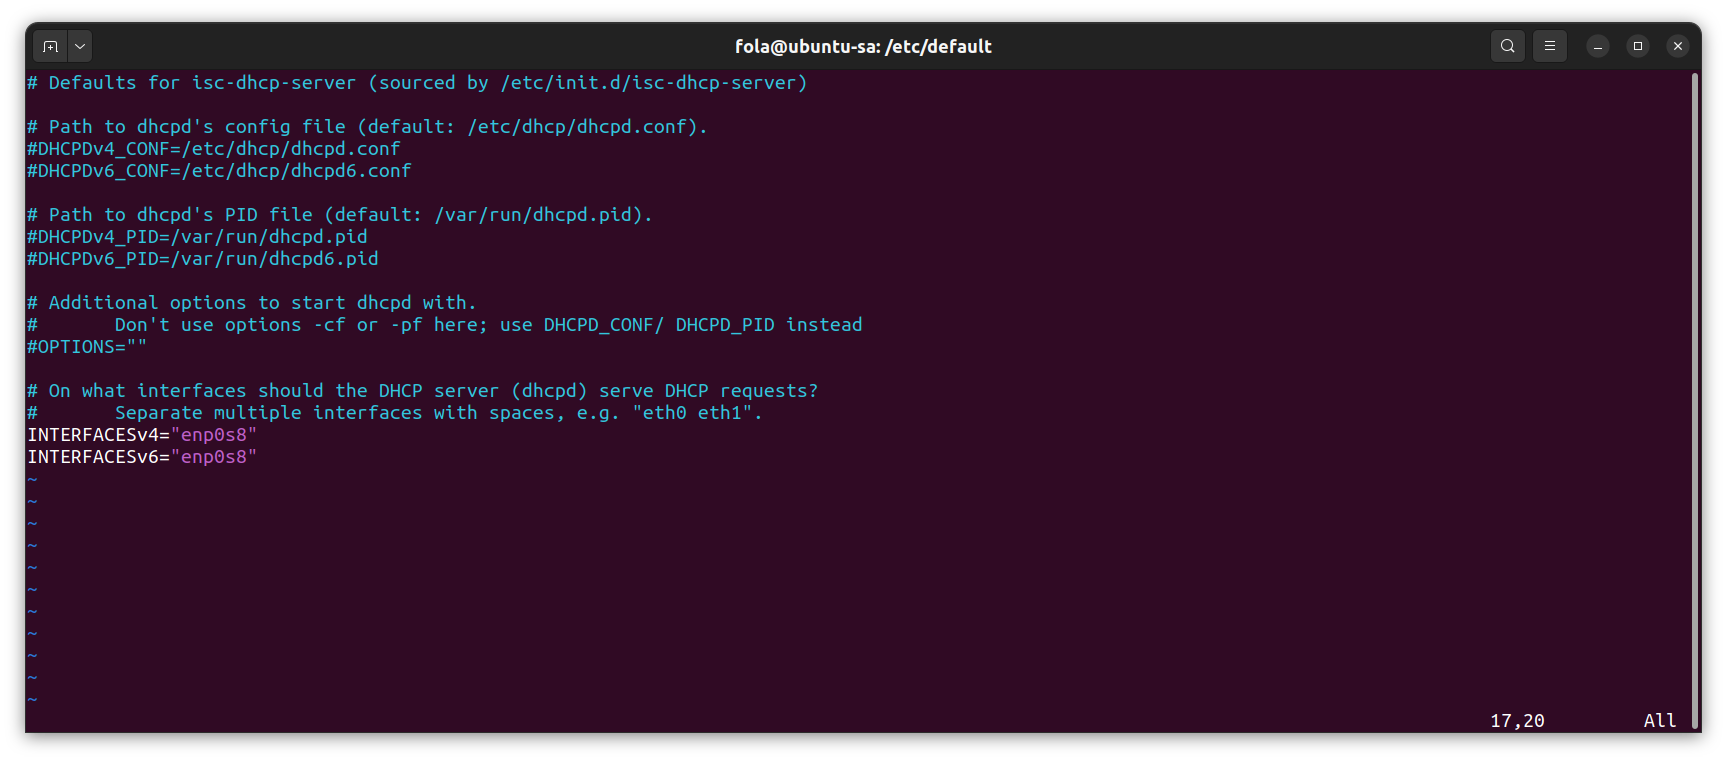 fola@ubuntu-sa: /etc/default
# Defaults for isc-dhcp-server (sourced by /etc/init.d/isc-dhcp-server)
# Path to dhcpd's config file (default: /etc/dhcp/dhcpd.conf).
#DHCPDv4_CONF=/etc/dhcp/dhcpd.conf
#DHCPDv6_CONF=/etc/dhcp/dhcpd6.conf
# Path to dhcpd's PID file (default: /var/run/dhcpd.pid).
#DHCPDv4_PID=/var/run/dhcpd.pid
#DHCPDv6_PID=/var/run/dhcpd6.pid
# Additional options to start dhcpd with.
#       Don't use options -cf or -pf here; use DHCPD_CONF/ DHCPD_PID instead
#OPTIONS=""
# On what interfaces should the DHCP server (dhcpd) serve DHCP requests?
#       Separate multiple interfaces with spaces, e.g. "eth0 eth1".
INTERFACESv4="enp0s8"
INTERFACESv6="enp0s8"
~
~
~
~
~
~
~
~
~
~
~
17,20 All